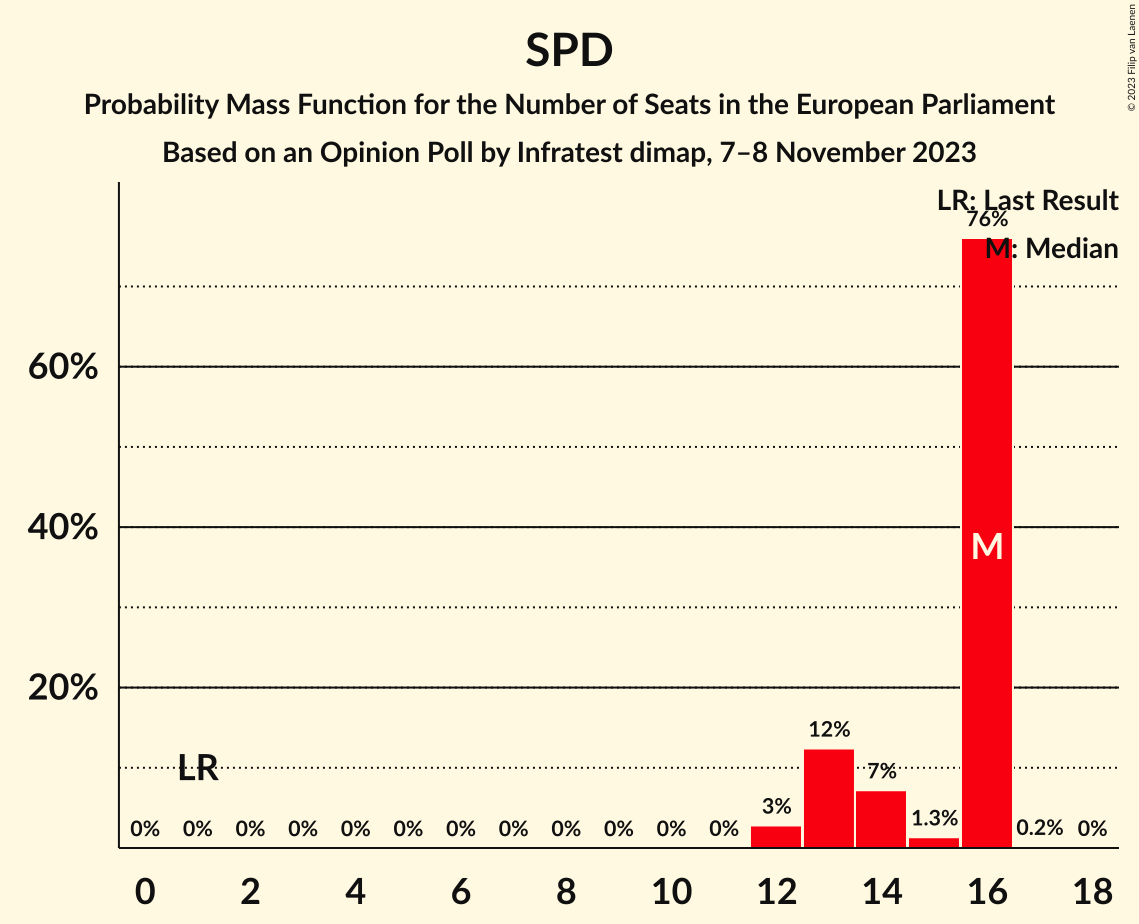 SPD
Probability Mass Function for the Number of Seats in the European Parliament
Based on an Opinion Poll by Infratest dimap, 7–8 November 2023
© 2023 Filip van Laenen
LR: Last Result
M: Median
76%
60%
40%
20%
M
LR
0% 0% 0% 0% 0% 0% 0% 0% 0% 0% 0% 0% 3% 12% 7% 1.3% 0.2% 0%
0 2 4 6 8 10 12 14 16 18